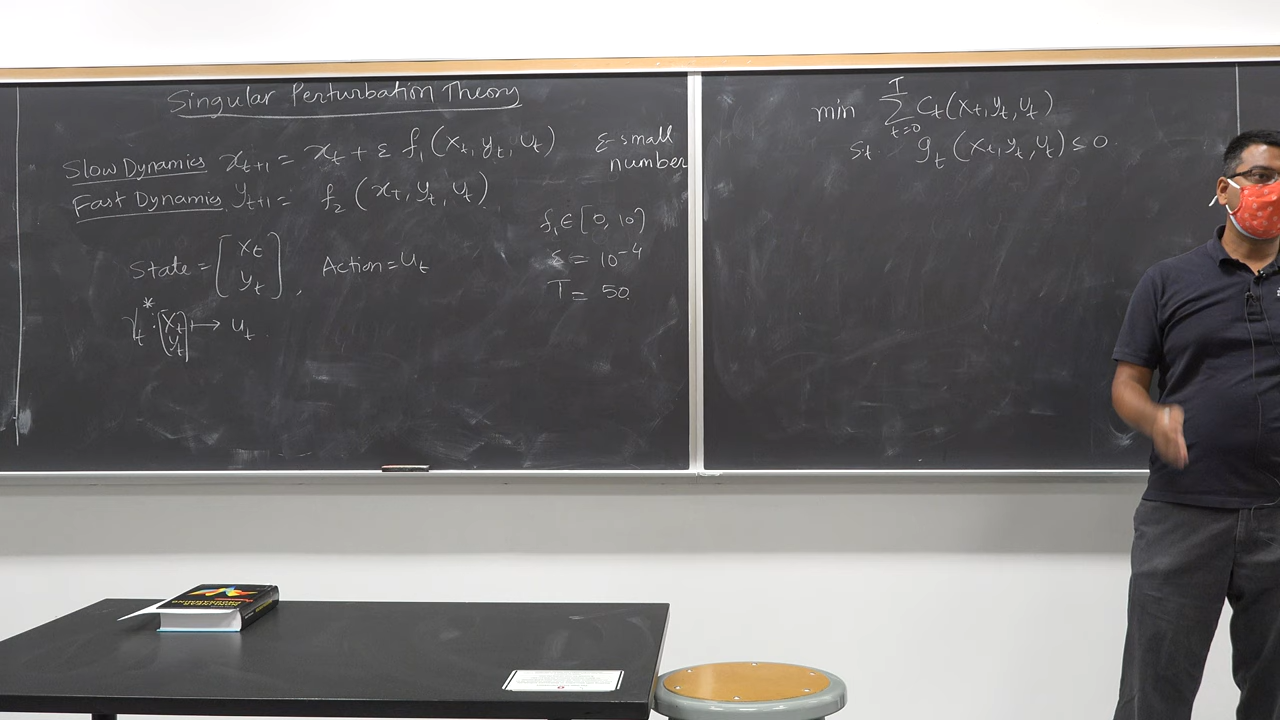 Singular Perturbation Theory
Slow Dynamics x_{t+1} = x_t + ε f_1(x_t, y_t, u_t)
ε-small number
Fast Dynamics y_{t+1} = f_2(x_t, y_t, u_t)
f_1 ∈ [0, 10]
State = [x_t y_t], Action = u_t
ε = 10^{-4}
T = 50
γ_t^*: [x_t y_t] ↦ u_t
min Σ_{t=0}^{T} c_t(x_t, y_t, u_t)
s.t. g_t(x_t, y_t, u_t) ≤ 0